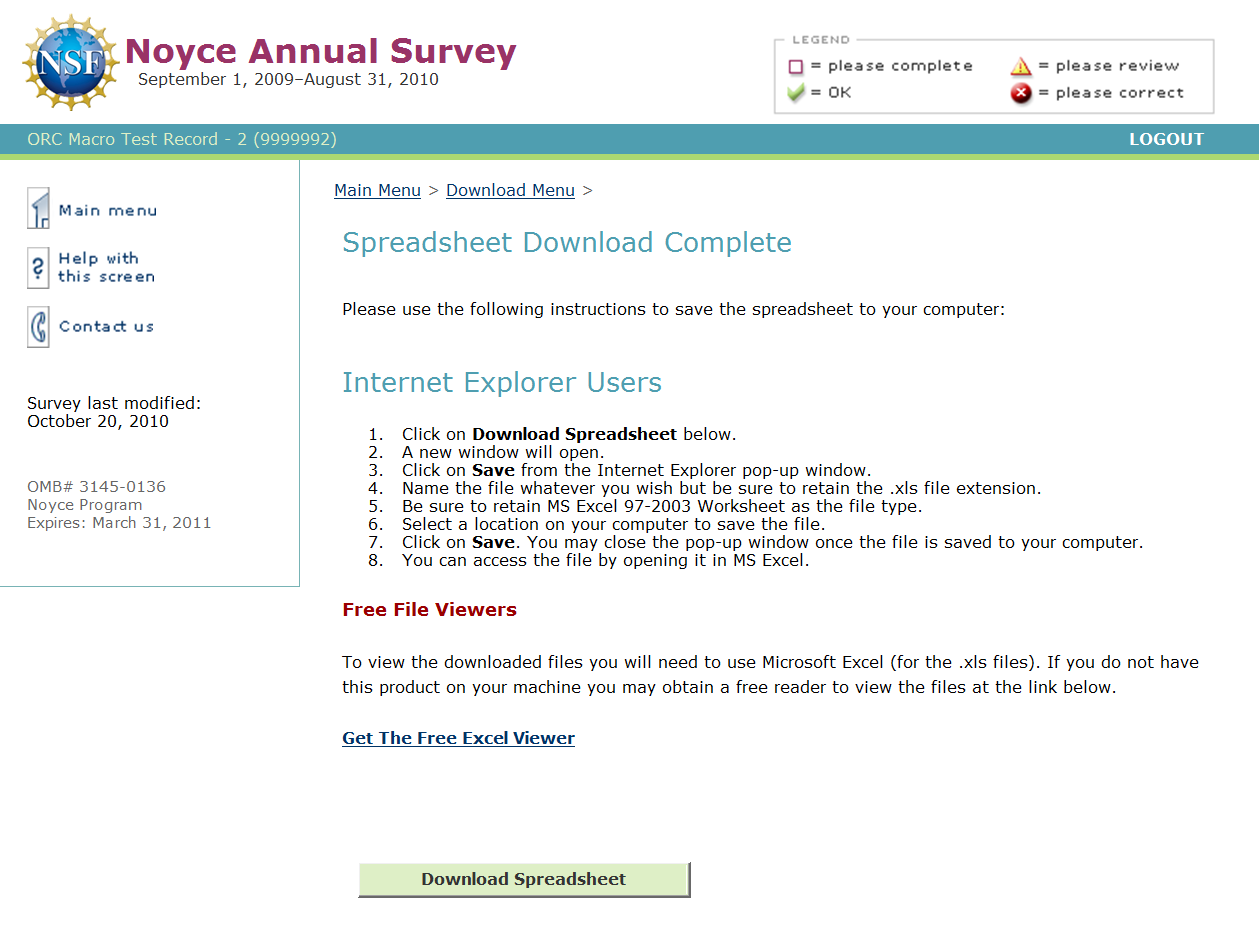 NSF
Noyce Annual Survey
September 1, 2009–August 31, 2010
LEGEND
= please complete
= please review
= OK
= please correct
ORC Macro Test Record - 2 (9999992)
LOGOUT
Main menu
Help with
this screen
Contact us
Survey last modified:
October 20, 2010
OMB# 3145-0136
Noyce Program
Expires: March 31, 2011
Main Menu > Download Menu >
Spreadsheet Download Complete
Please use the following instructions to save the spreadsheet to your computer:
Internet Explorer Users
1. Click on Download Spreadsheet below.
2. A new window will open.
3. Click on Save from the Internet Explorer pop-up window.
4. Name the file whatever you wish but be sure to retain the .xls file extension.
5. Be sure to retain MS Excel 97-2003 Worksheet as the file type.
6. Select a location on your computer to save the file.
7. Click on Save. You may close the pop-up window once the file is saved to your computer.
8. You can access the file by opening it in MS Excel.
Free File Viewers
To view the downloaded files you will need to use Microsoft Excel (for the .xls files). If you do not have
this product on your machine you may obtain a free reader to view the files at the link below.
Get The Free Excel Viewer
Download Spreadsheet